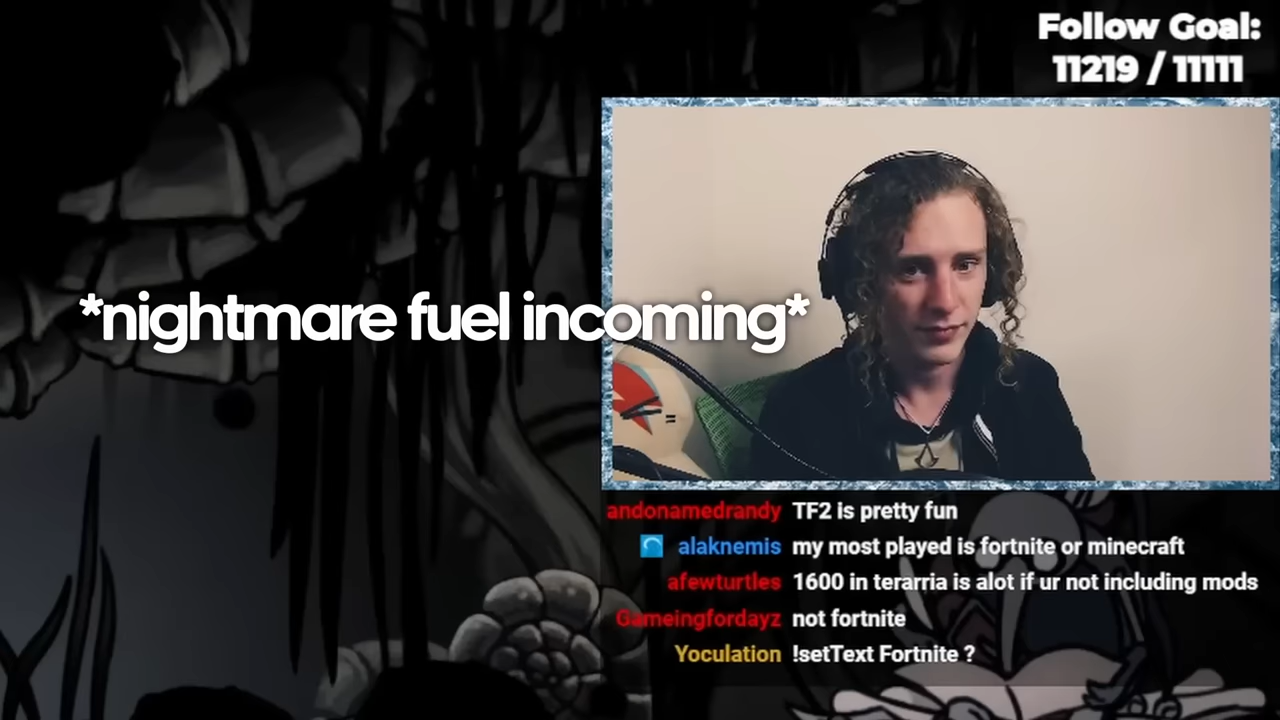 Follow Goal:
11219 / 11111
*nightmare fuel incoming*
andonamedrandy TF2 is pretty fun
alaknemis my most played is fortnite or minecraft
afewturtles 1600 in terarria is alot if ur not including mods
Gameingfordayz not fortnite
Yoculation !setText Fortnite ?